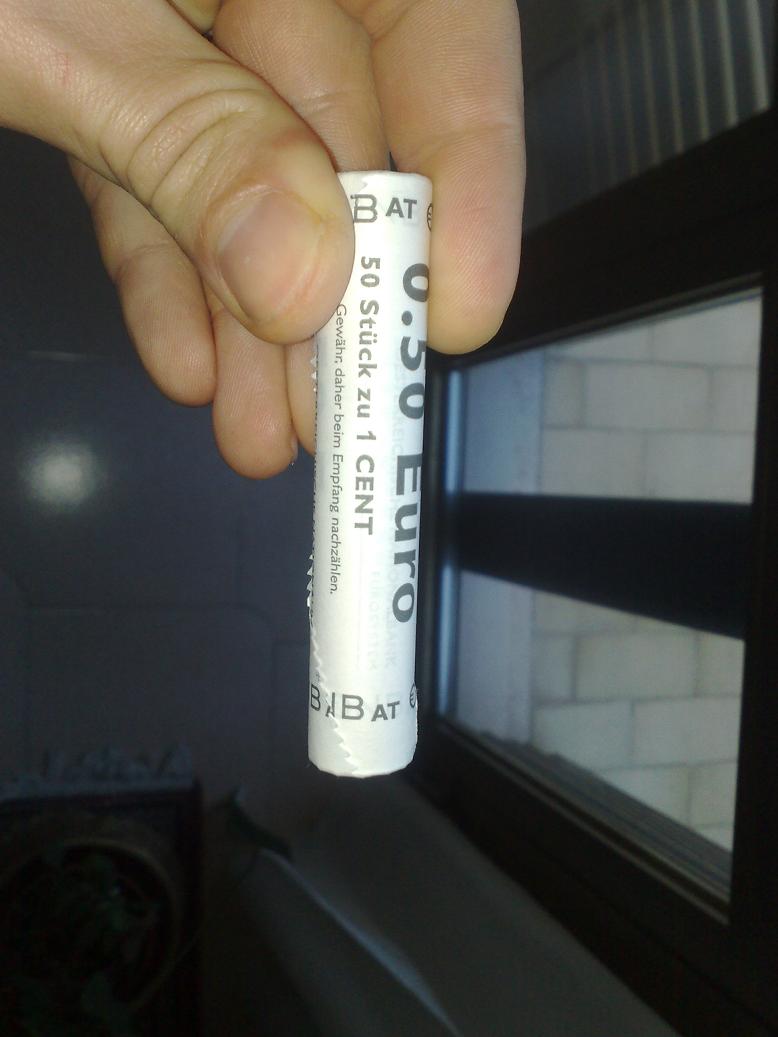 0.50 Euro
50 Stück zu 1 CENT
Gewähr, daher beim Empfang nachzählen.
B AT
B AT